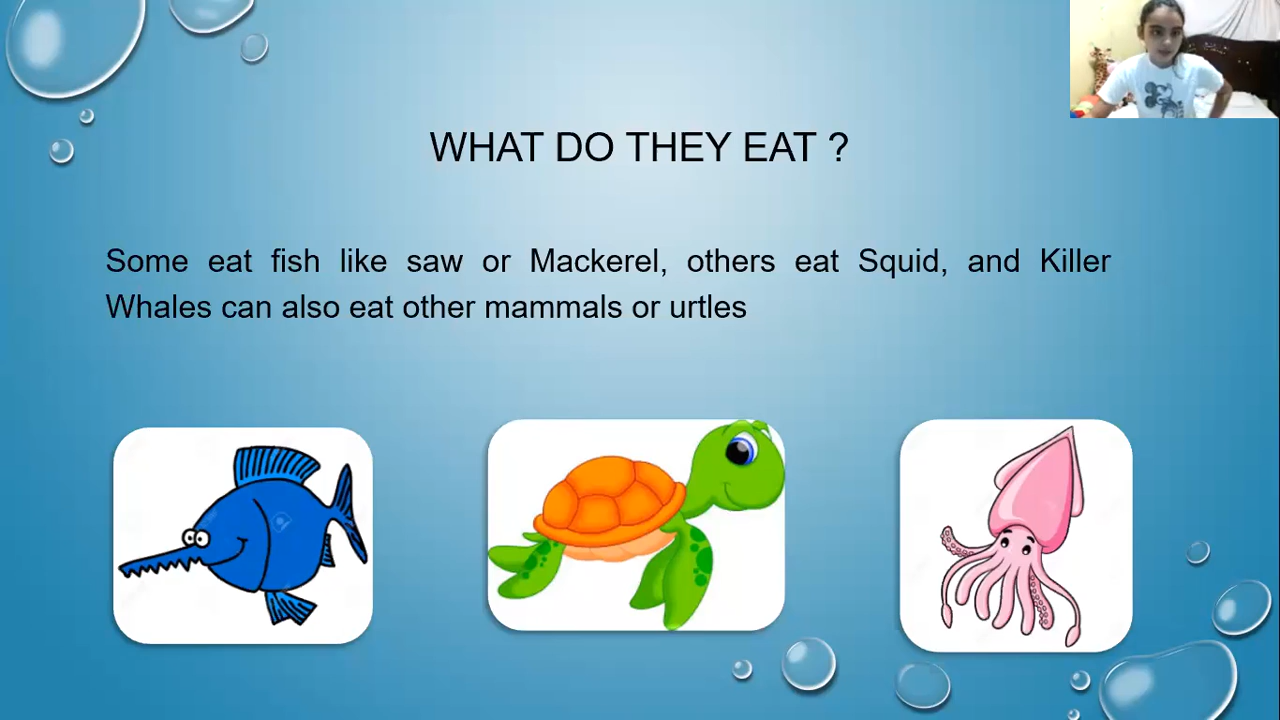 WHAT DO THEY EAT ?
Some eat fish like saw or Mackerel, others eat Squid, and Killer
Whales can also eat other mammals or urtles